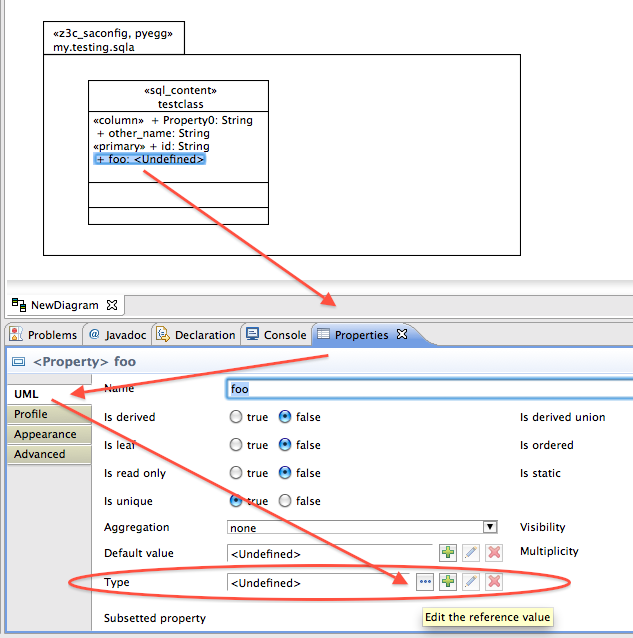 «z3c_saconfig, pyegg»
my.testing.sqla
«sql_content»
testclass
«column» + Property0: String
+ other_name: String
«primary» + id: String
+ foo: <Undefined>
NewDiagram
Problems @ Javadoc Declaration Console Properties
<Property> foo
UML
Profile
Appearance
Advanced
Name foo
Is derived true false Is derived union
Is leaf true false Is ordered
Is read only true false Is static
Is unique true false
Aggregation none Visibility
Default value <Undefined> Multiplicity
Type <Undefined>
Subsetted property
Edit the reference value